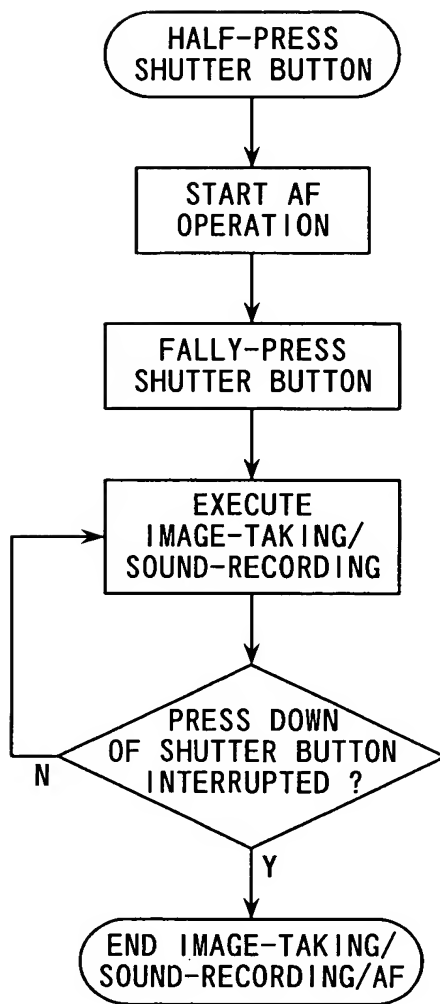 HALF-PRESS
SHUTTER BUTTON
START AF
OPERATION
FALLY-PRESS
SHUTTER BUTTON
EXECUTE
IMAGE-TAKING/
SOUND-RECORDING
PRESS DOWN
OF SHUTTER BUTTON
INTERRUPTED ?
N
Y
END IMAGE-TAKING/
SOUND-RECORDING/AF